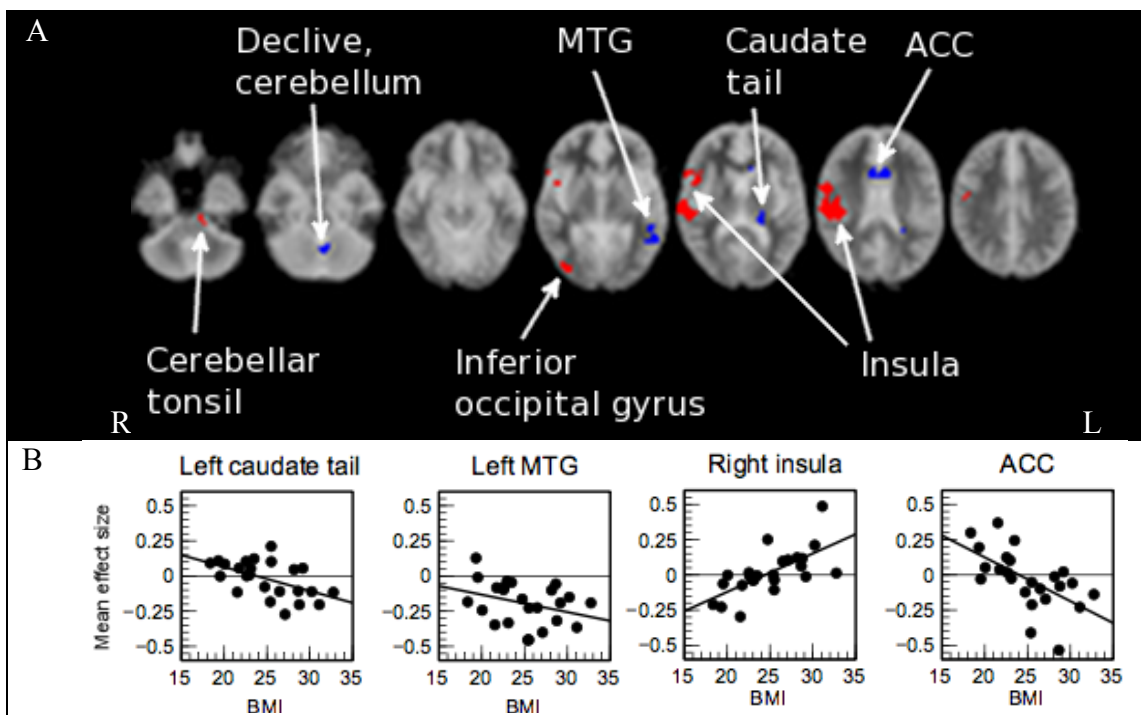 A
Declive,
cerebellum
MTG
Caudate
tail
ACC
Cerebellar
tonsil
Inferior
occipital gyrus
Insula
R
L
B
Left caudate tail
Left MTG
Right insula
ACC
Mean effect size
0.5
0.25
0
−0.25
−0.5
15 20 25 30 35
BMI
0.5
0.25
0
−0.25
−0.5
15 20 25 30 35
BMI
0.5
0.25
0
−0.25
−0.5
15 20 25 30 35
BMI
0.5
0.25
0
−0.25
−0.5
15 20 25 30 35
BMI